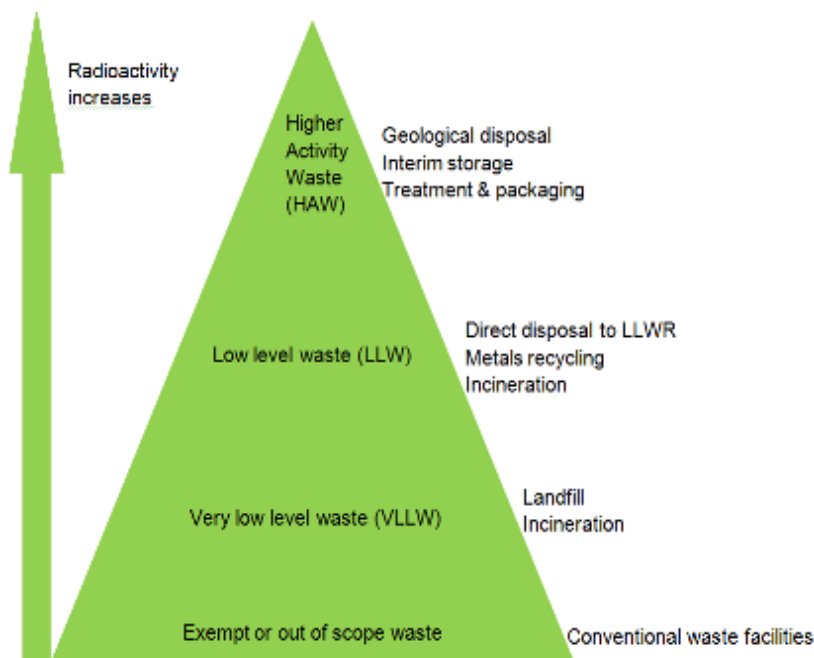 Radioactivity
increases
Higher
Activity
Waste
(HAW)
Geological disposal
Interim storage
Treatment & packaging
Low level waste (LLW)
Direct disposal to LLWR
Metals recycling
Incineration
Very low level waste (VLLW)
Landfill
Incineration
Exempt or out of scope waste
Conventional waste facilities